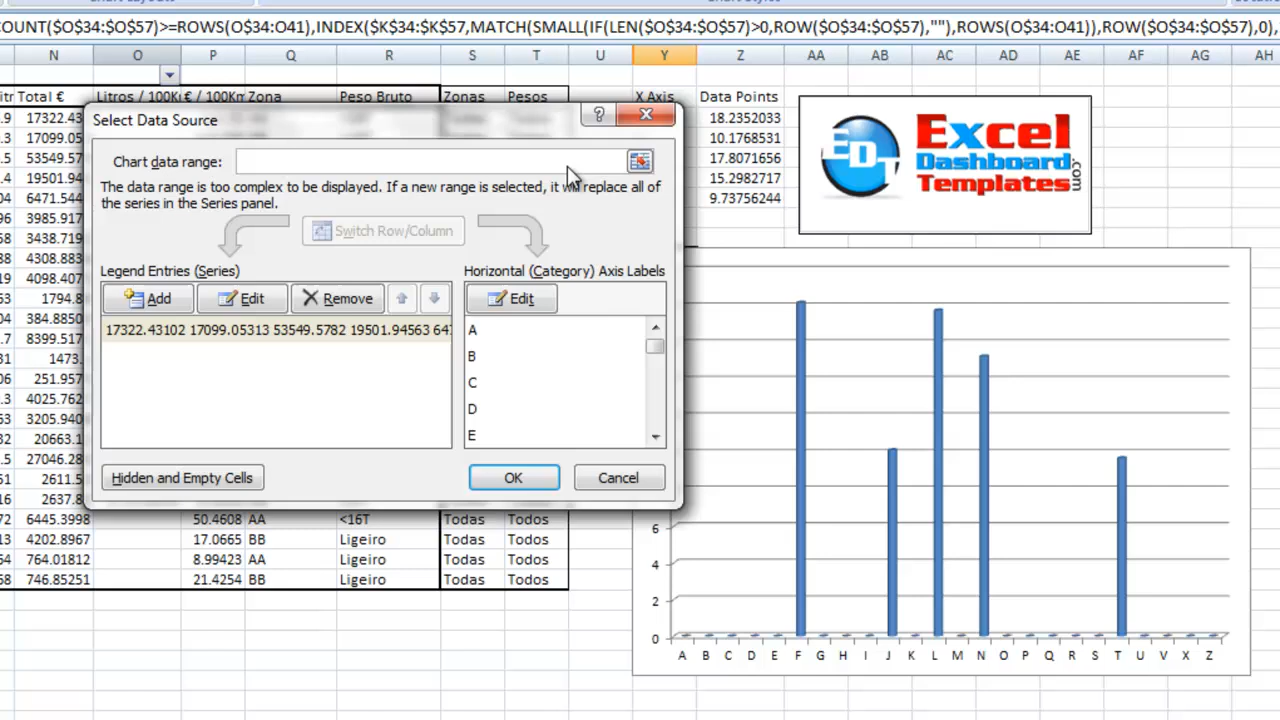 COUNT($O$34:$O$57)>=ROWS(O$34:O41),INDEX($K$34:$K$57,MATCH(SMALL(IF(LEN($O$34:$O$57)>0,ROW($O$34:$O$57),""),ROWS(O$34:O41)),ROW($O$34:$O$57),0),
N O P Q R S T U Y Z AA AB AC AD AE AF AG AH
Total € Litros / 100K € / 100Km Zona Peso Bruto Zonas Pesos X Axis Data Points
17322.43 18.2352033
17099.05 10.1768531
53549.57 17.8071656
19501.94 15.2982717
6471.544 9.73756244
3985.917
3438.719
4308.883
4098.407
1794.8
384.8850
8399.517
1473.
251.957
4025.762
3205.940
20663.1
27046.28
2611.5
2637.8
Excel
Dashboard
Templates
.com
EDT
Select Data Source
?
Chart data range:
The data range is too complex to be displayed. If a new range is selected, it will replace all of
the series in the Series panel.
Switch Row/Column
Legend Entries (Series) Horizontal (Category) Axis Labels
Add Edit Remove Edit
17322.43102 17099.05313 53549.5782 19501.94563 647
A
B
C
D
E
Hidden and Empty Cells OK Cancel
72 6445.3998 50.4608 AA <16T Todas Todos
13 4202.8967 17.0665 BB Ligeiro Todas Todos
54 764.01812 8.99423 AA Ligeiro Todas Todos
58 746.85251 21.4254 BB Ligeiro Todas Todos
6
4
2
0
A B C D E F G H I J K L M N O P Q R S T U V X Z